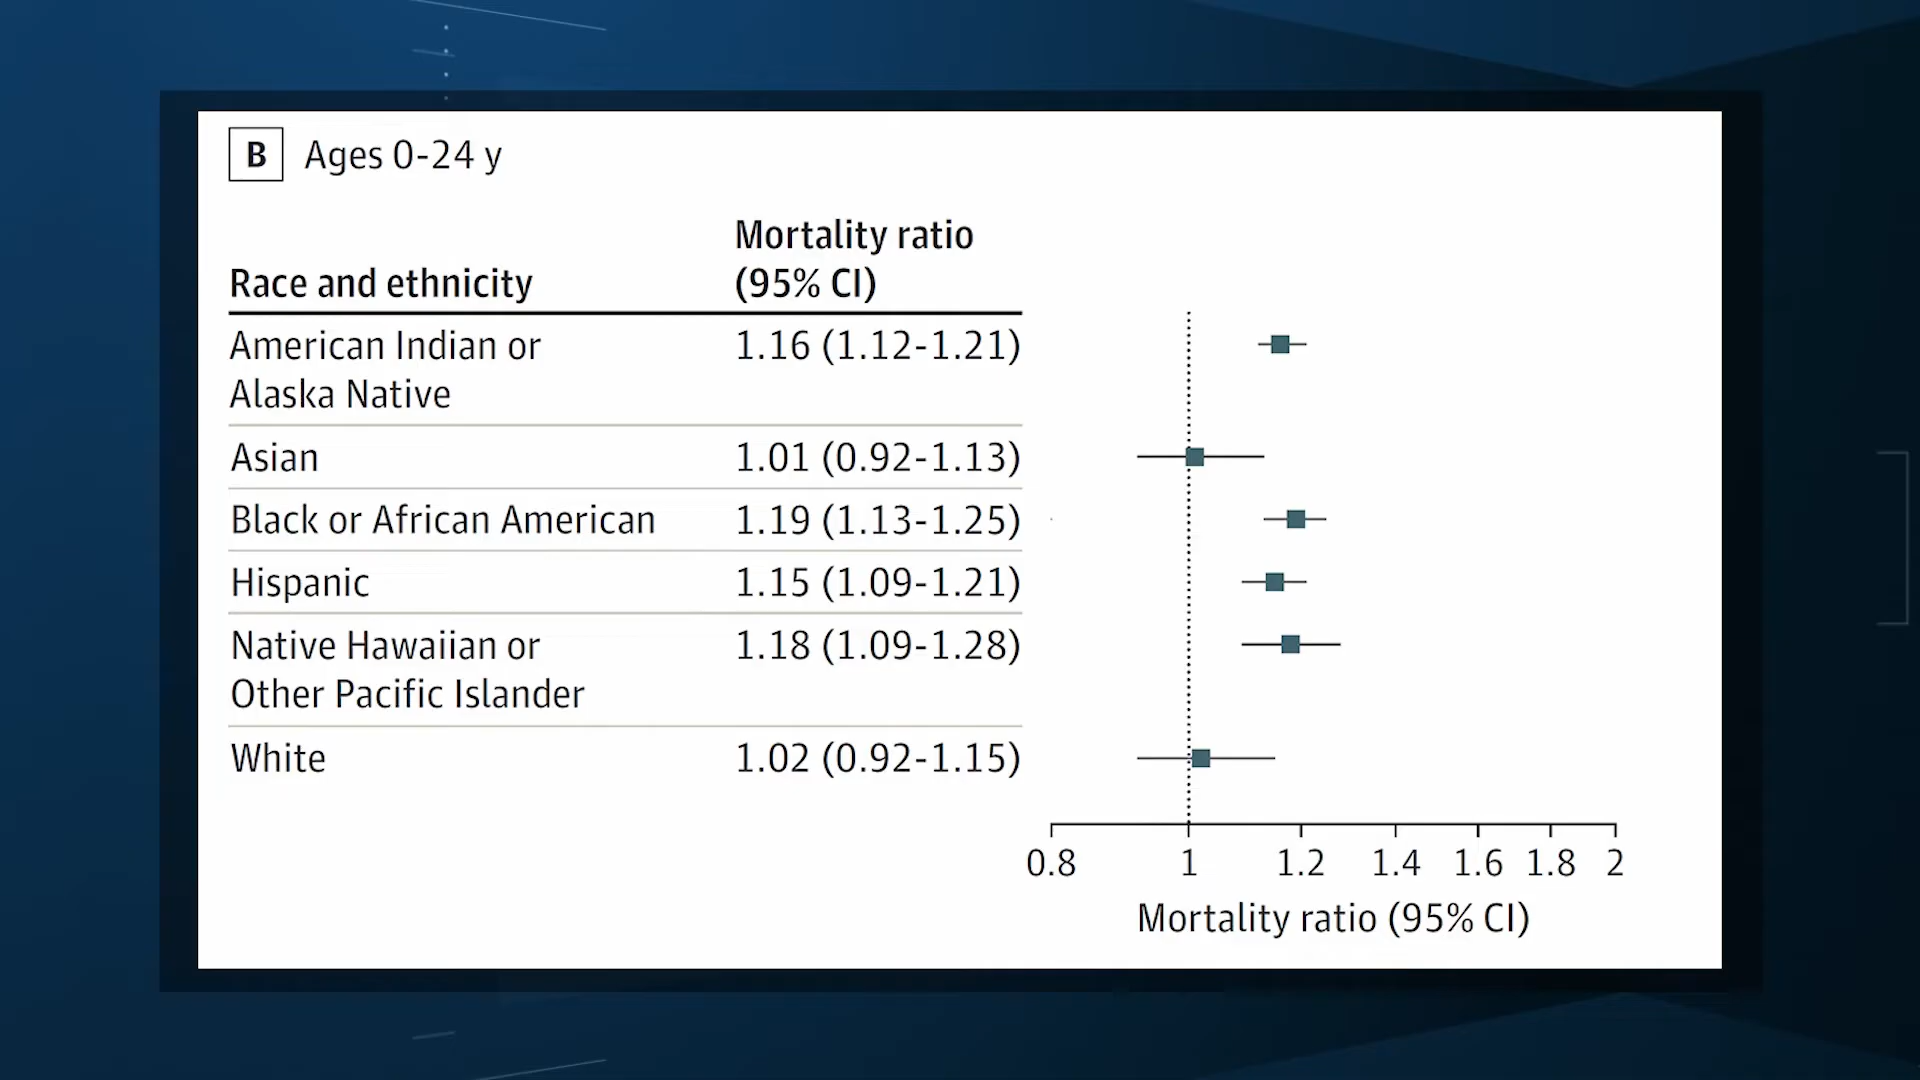 B Ages 0-24 y
Mortality ratio
Race and ethnicity (95% CI)
American Indian or 1.16 (1.12-1.21)
Alaska Native
Asian 1.01 (0.92-1.13)
Black or African American 1.19 (1.13-1.25)
Hispanic 1.15 (1.09-1.21)
Native Hawaiian or 1.18 (1.09-1.28)
Other Pacific Islander
White 1.02 (0.92-1.15)
0.8 1 1.2 1.4 1.6 1.8 2
Mortality ratio (95% CI)